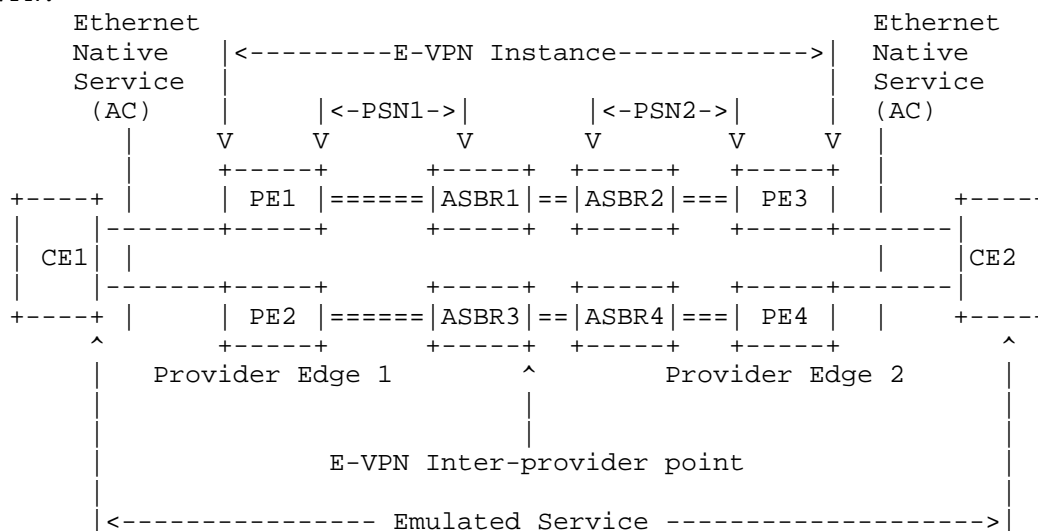 Ethernet Ethernet
Native |<---------E-VPN Instance------------>| Native
Service | | Service
(AC) | |<-PSN1->| |<-PSN2->| | (AC)
| V V V V V V |
| +-----+ +-----+ +-----+ +-----+ |
+----+ | | PE1 |======|ASBR1|==|ASBR2|===| PE3 | | +-----
| |-------+-----+ +-----+ +-----+ +-----+-------|
| CE1| | | |CE2
| |-------+-----+ +-----+ +-----+ +-----+-------|
+----+ | | PE2 |======|ASBR3|==|ASBR4|===| PE4 | | +-----
^ +-----+ +-----+ +-----+ +-----+ ^
| Provider Edge 1 ^ Provider Edge 2 |
| | |
| | |
| E-VPN Inter-provider point |
| |
|<---------------- Emulated Service -------------------->|